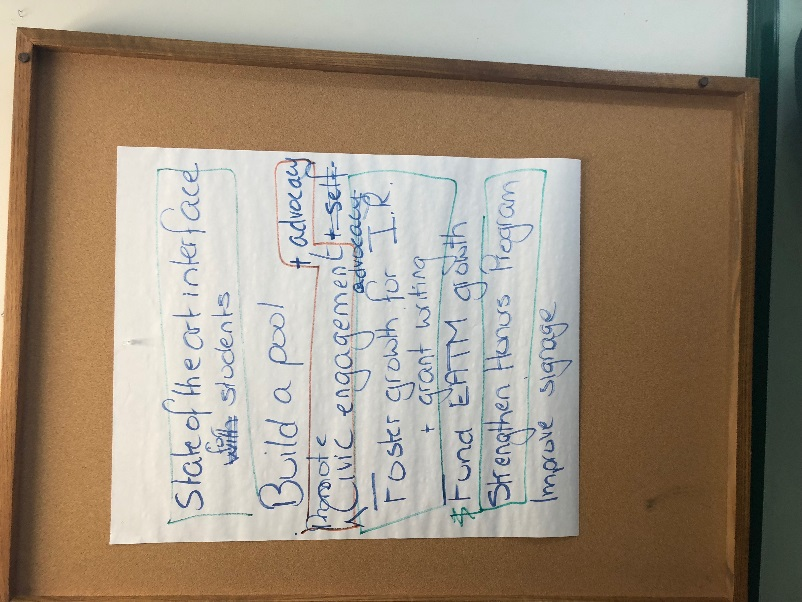 State of the art interface
with for students
Build a pool
+ advocacy
Promote
Civic engagement + self-
advocacy
Foster growth for I.R.
+ grant writing
$ Fund EATM growth
Strengthen Honors Program
Improve signage